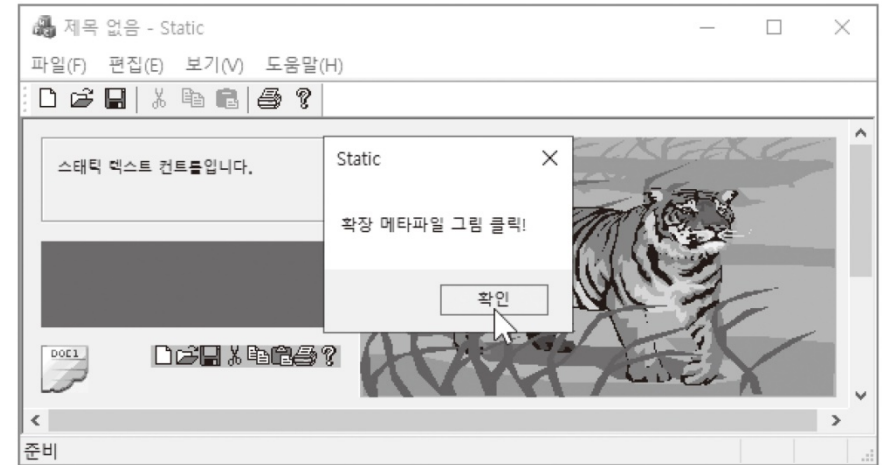 제목 없음 - Static
파일(F) 편집(E) 보기(V) 도움말(H)
스태틱 텍스트 컨트롤입니다.
Static
확장 메타파일 그림 클릭!
확인
DOC1
준비